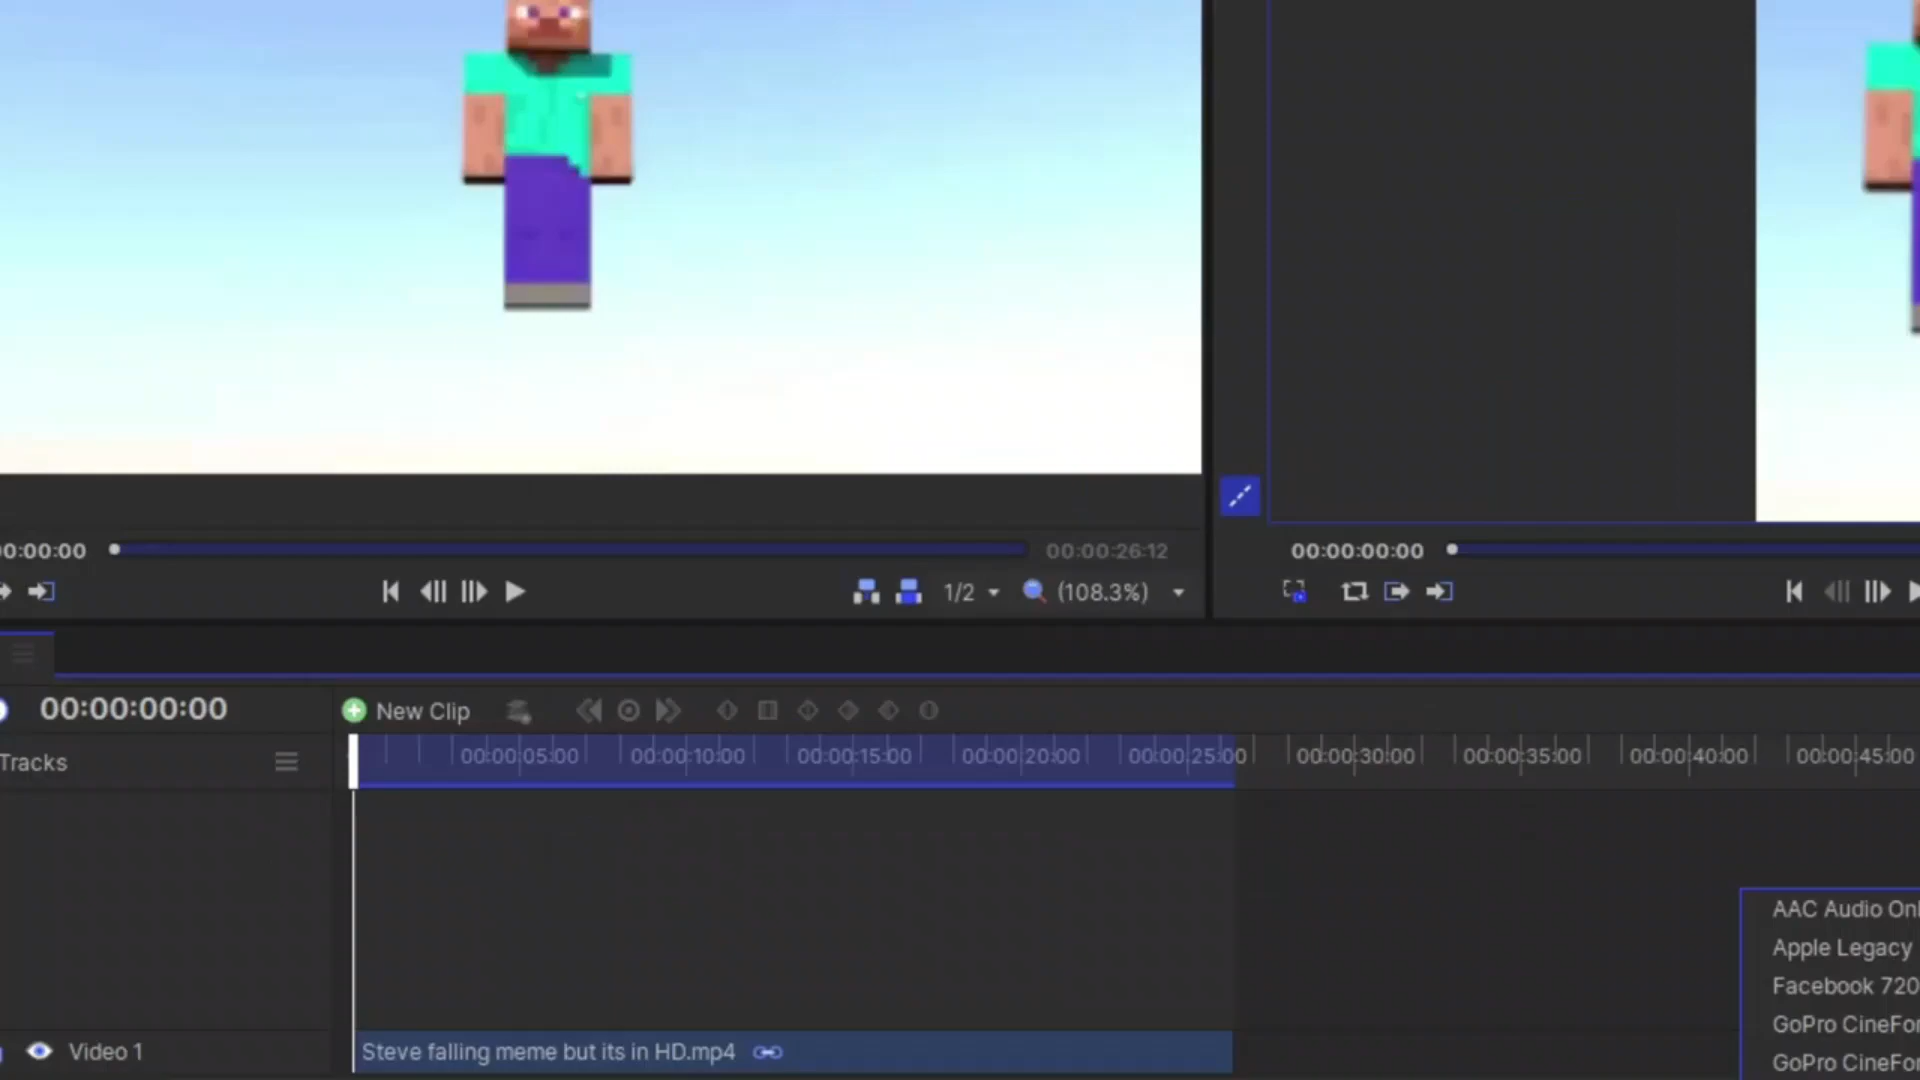 00:00:26:12
00:00:00:00
1/2
(108.3%)
00:00:00:00
New Clip
Tracks
00:00:05:00 00:00:10:00 00:00:15:00 00:00:20:00 00:00:25:00 00:00:30:00 00:00:35:00 00:00:40:00 00:00:45:00
AAC Audio Onl
Apple Legacy
Facebook 720
GoPro CineFor
GoPro CineFor
Video 1
Steve falling meme but its in HD.mp4